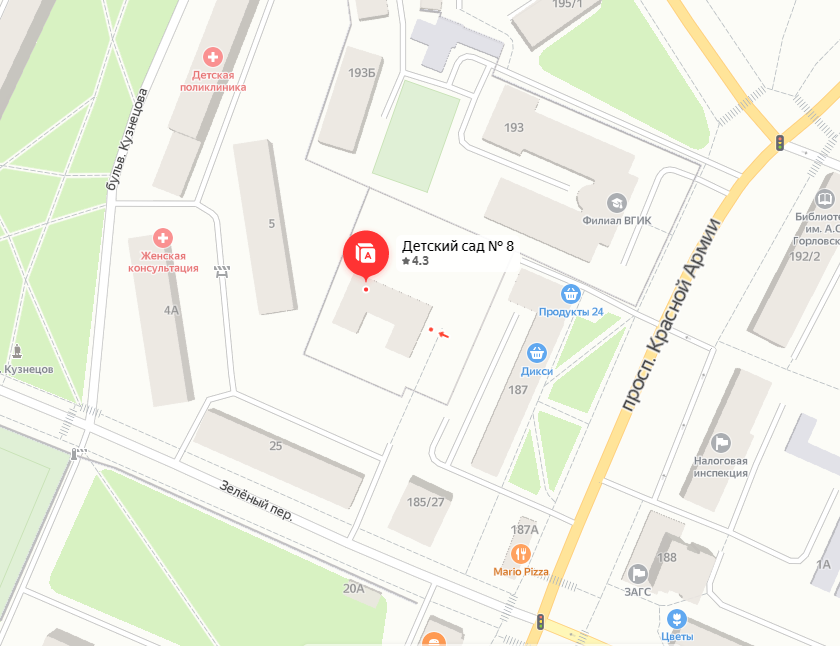 195/1
Детская
поликлиника
193Б
193
бульв. Кузнецова
Филиал ВГИК
Библиоте
им. А.С
Горловск
192/2
5
Женская
консультация
Детский сад № 8
4.3
просп. Красной Армии
4А
Продукты 24
. Кузнецов
Дикси
187
25
Налоговая
инспекция
Зелёный пер.
185/27
187А
Mario Pizza
188
1А
ЗАГС
20А
Цветы